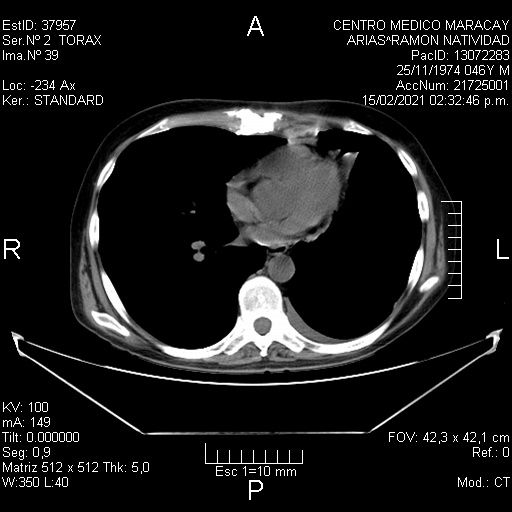 EstID: 37957
Ser.Nº 2 TORAX
Ima.Nº 39
Loc: -234 Ax
Ker.: STANDARD
A
CENTRO MEDICO MARACAY
ARIAS^RAMON NATIVIDAD
PacID: 13072283
25/11/1974 046Y M
AccNum: 21725001
15/02/2021 02:32:46 p.m.
R
L
KV: 100
mA: 149
Tilt: 0.000000
Seg: 0,9
Matriz 512 x 512 Thk: 5,0
W:350 L:40
Esc 1=10 mm
P
FOV: 42,3 x 42,1 cm
Ref.: 0
Mod.: CT